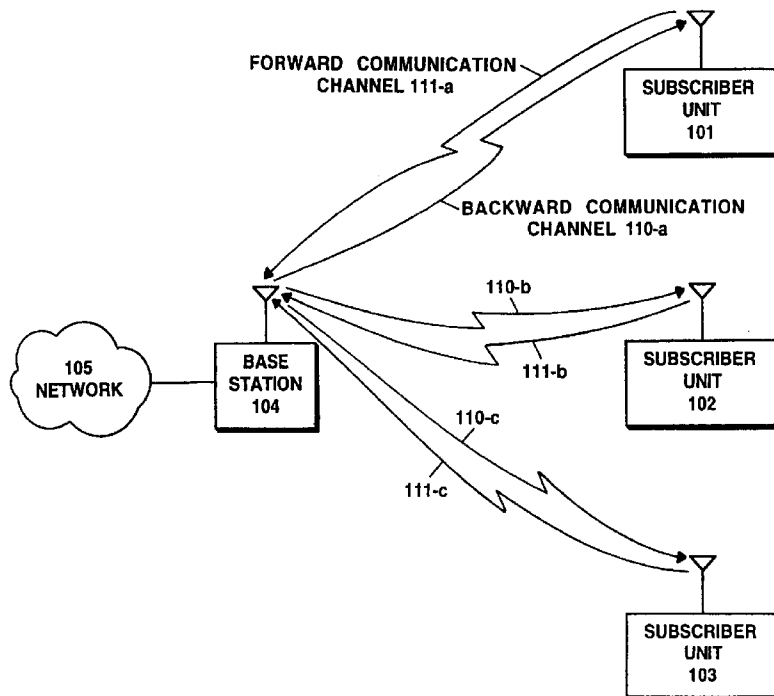 FORWARD COMMUNICATION
CHANNEL 111-a
SUBSCRIBER
UNIT
101
BACKWARD COMMUNICATION
CHANNEL 110-a
110-b
111-b
SUBSCRIBER
UNIT
102
105
NETWORK
BASE
STATION
104
110-c
111-c
SUBSCRIBER
UNIT
103